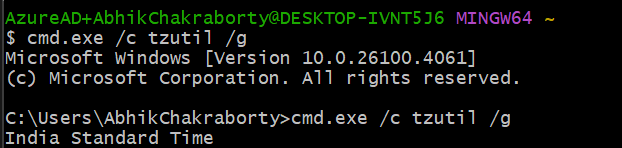 AzureAD+AbhikChakraborty@DESKTOP-IVNT5J6 MINGW64 ~
$ cmd.exe /c tzutil /g
Microsoft Windows [Version 10.0.26100.4061]
(c) Microsoft Corporation. All rights reserved.
C:\Users\AbhikChakraborty>cmd.exe /c tzutil /g
India Standard Time